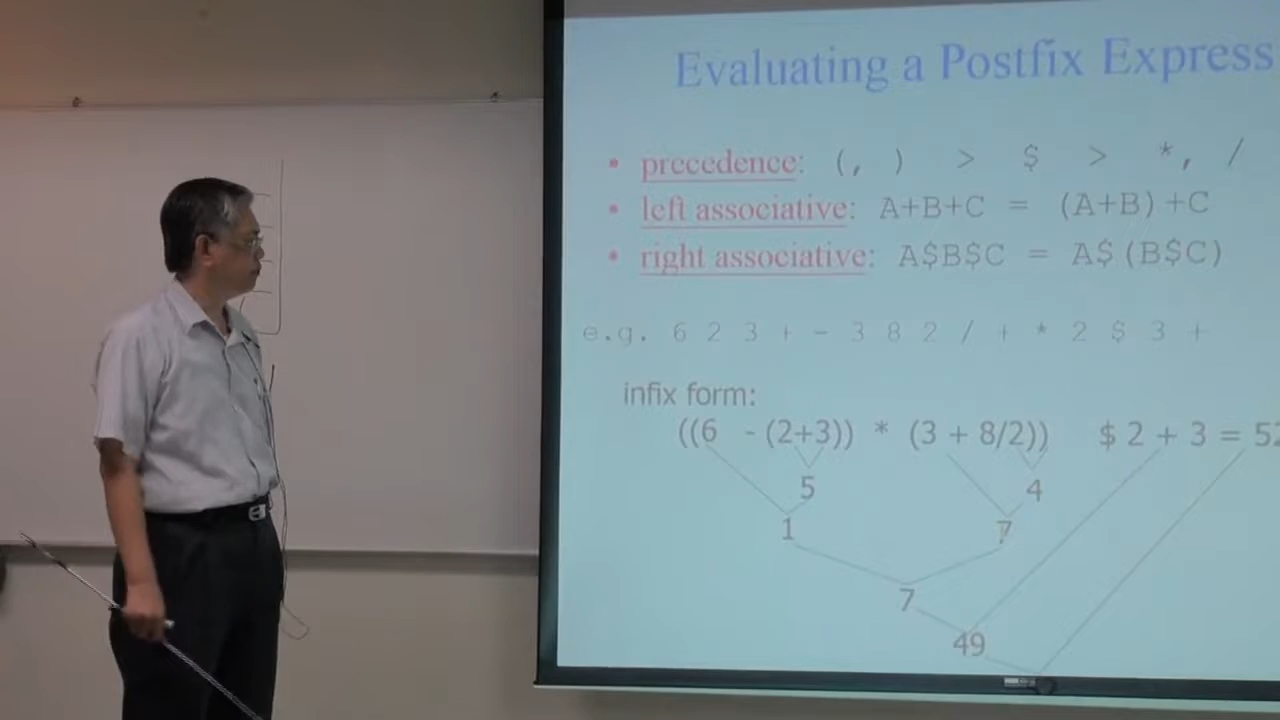 Evaluating a Postfix Express
• precedence: (, ) > $ > *, /
• left associative: A+B+C = (A+B)+C
• right associative: A$B$C = A$(B$C)
e.g. 6 2 3 + - 3 8 2 / + * 2 $ 3 +
infix form:
((6 - (2+3)) * (3 + 8/2)) $ 2 + 3 = 52
5 4
1 7
7
49